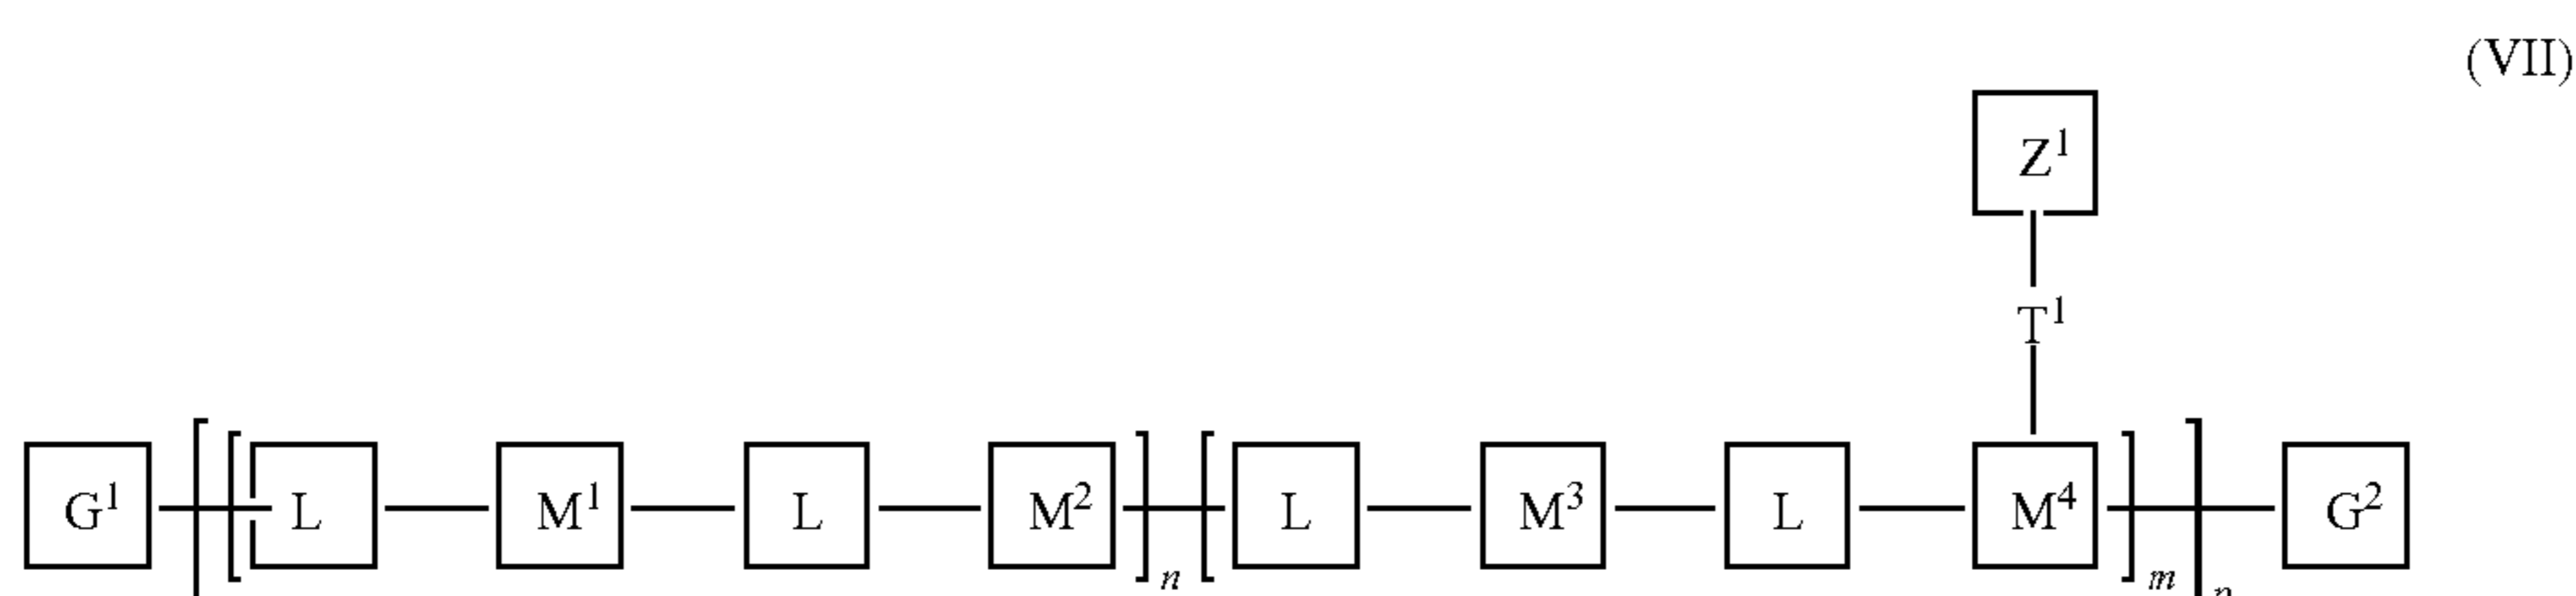 (VII)
Z¹
T¹
G¹ [ [ L M¹ L M² ]n [ L M³ L M⁴ ]m ] G²